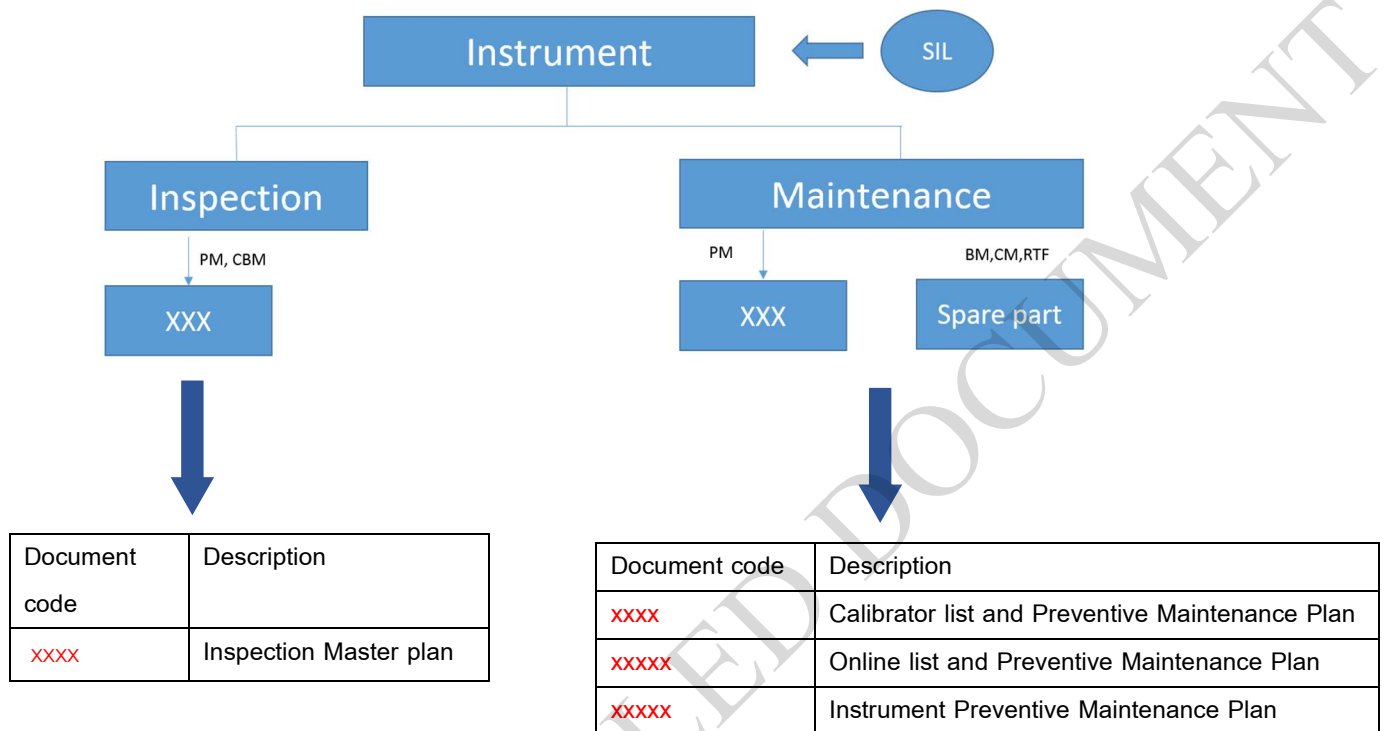 Instrument
SIL
Inspection
Maintenance
PM, CBM
PM
BM,CM,RTF
XXX
XXX
Spare part
Document code
Description
xxxx
Inspection Master plan
Document code
Description
xxxx
Calibrator list and Preventive Maintenance Plan
xxxxx
Online list and Preventive Maintenance Plan
xxxxx
Instrument Preventive Maintenance Plan
LED DOCUMENT